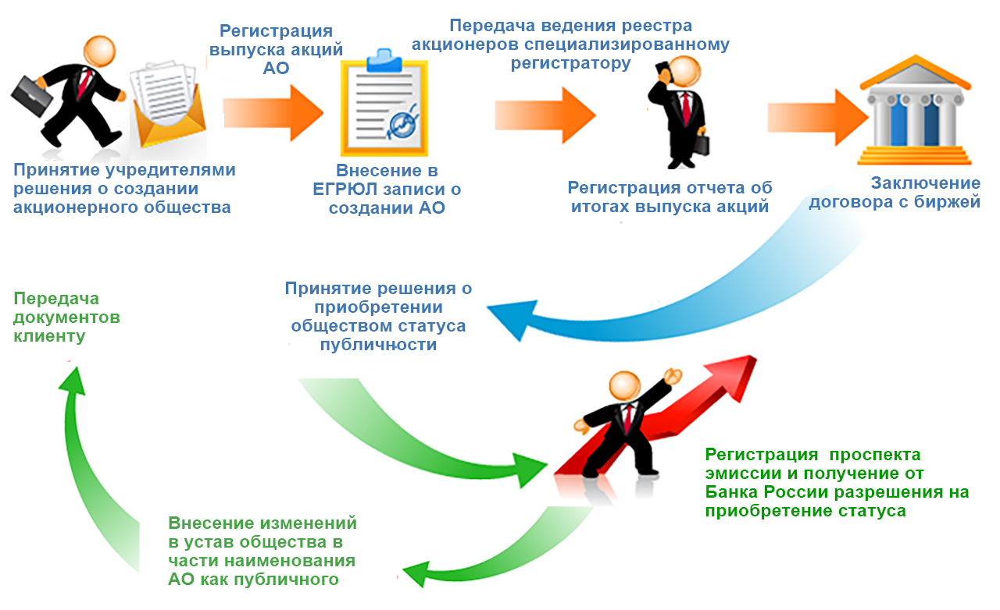 Принятие учредителями
решения о создании
акционерного общества
Регистрация
выпуска акций
АО
Внесение в
ЕГРЮЛ записи о
создании АО
Передача ведения реестра
акционеров специализированному
регистратору
Регистрация отчета об
итогах выпуска акций
Заключение
договора с биржей
Принятие решения о
приобретении
обществом статуса
публичности
Регистрация  проспекта
эмиссии и получение от
Банка России разрешения на
приобретение статуса
Внесение изменений
в устав общества в
части наименования
АО как публичного
Передача
документов
клиенту